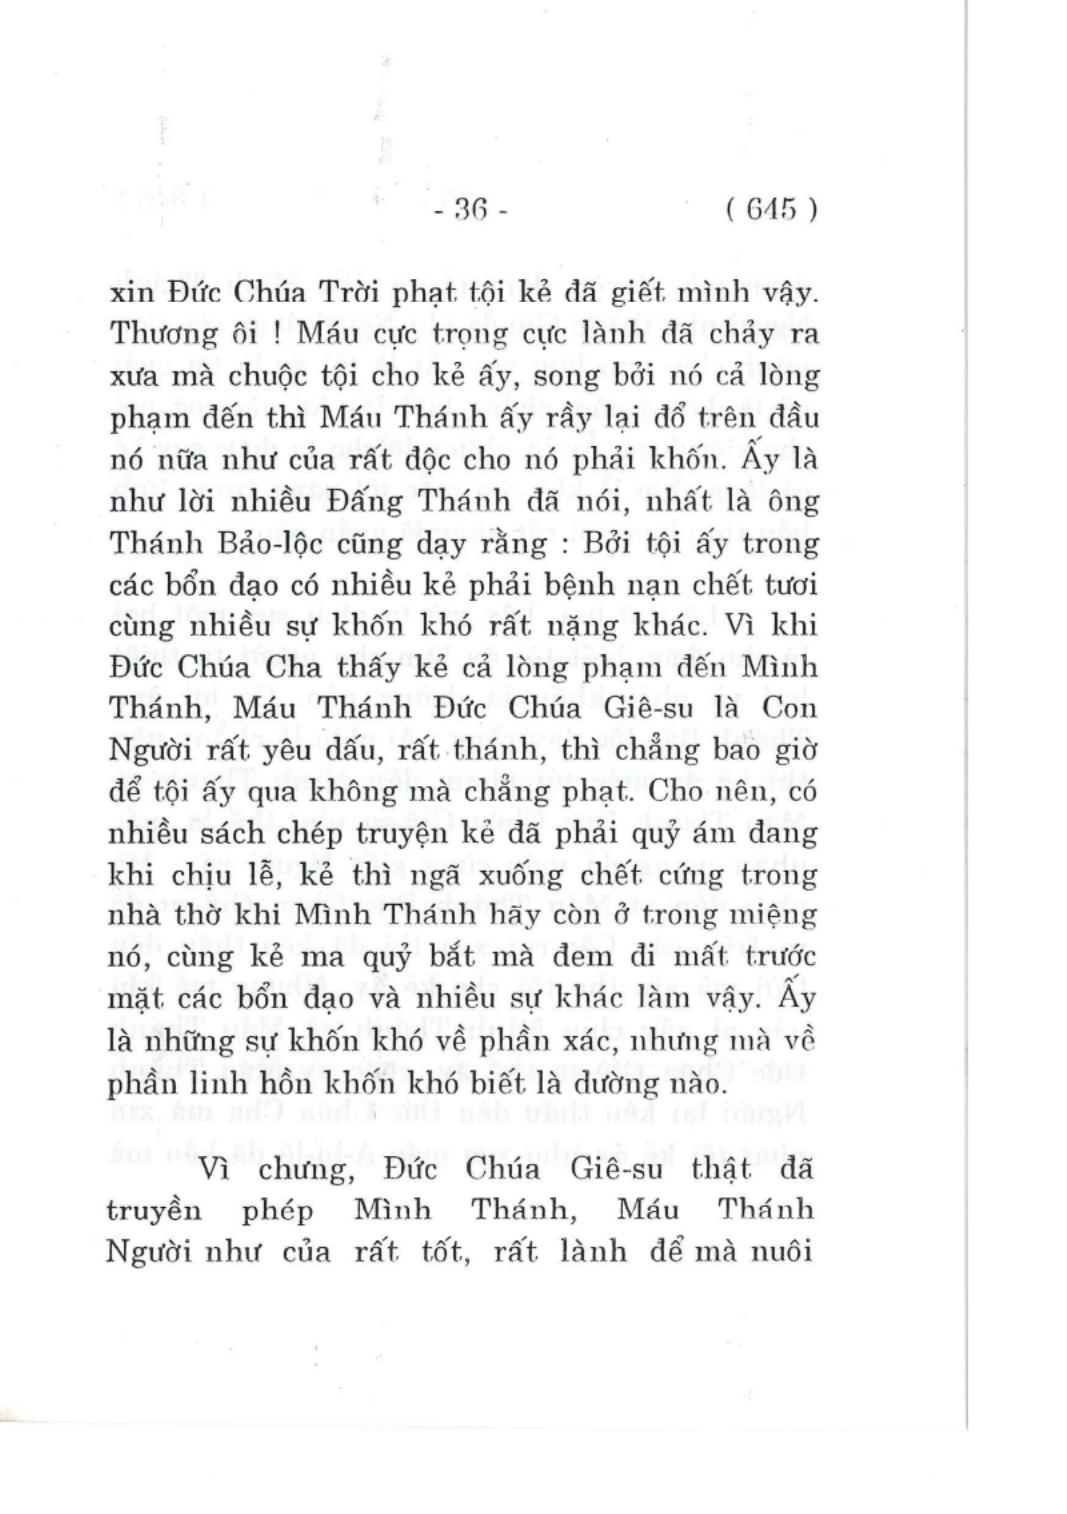 - 36 - ( 645 )
xin Đức Chúa Trời phạt tội kẻ đã giết mình vậy.
Thương ôi ! Máu cực trọng cực lành đã chảy ra
xưa mà chuộc tội cho kẻ ấy, song bởi nó cả lòng
phạm đến thì Máu Thánh ấy rầy lại đổ trên đầu
nó nữa như của rất độc cho nó phải khốn. Ấy là
như lời nhiều Đấng Thánh đã nói, nhất là ông
Thánh Bảo-lộc cũng dạy rằng : Bởi tội ấy trong
các bổn đạo có nhiều kẻ phải bệnh nạn chết tươi
cùng nhiều sự khốn khó rất nặng khác. Vì khi
Đức Chúa Cha thấy kẻ cả lòng phạm đến Mình
Thánh, Máu Thánh Đức Chúa Giê-su là Con
Người rất yêu dấu, rất thánh, thì chẳng bao giờ
để tội ấy qua không mà chẳng phạt. Cho nên, có
nhiều sách chép truyện kẻ đã phải quỷ ám đang
khi chịu lễ, kẻ thì ngã xuống chết cứng trong
nhà thờ khi Mình Thánh hãy còn ở trong miệng
nó, cùng kẻ ma quỷ bắt mà đem đi mất trước
mặt các bổn đạo và nhiều sự khác làm vậy. Ấy
là những sự khốn khó về phần xác, nhưng mà về
phần linh hồn khốn khó biết là dường nào.
Vì chưng, Đức Chúa Giê-su thật đã
truyền phép Mình Thánh, Máu Thánh
Người như của rất tốt, rất lành để mà nuôi